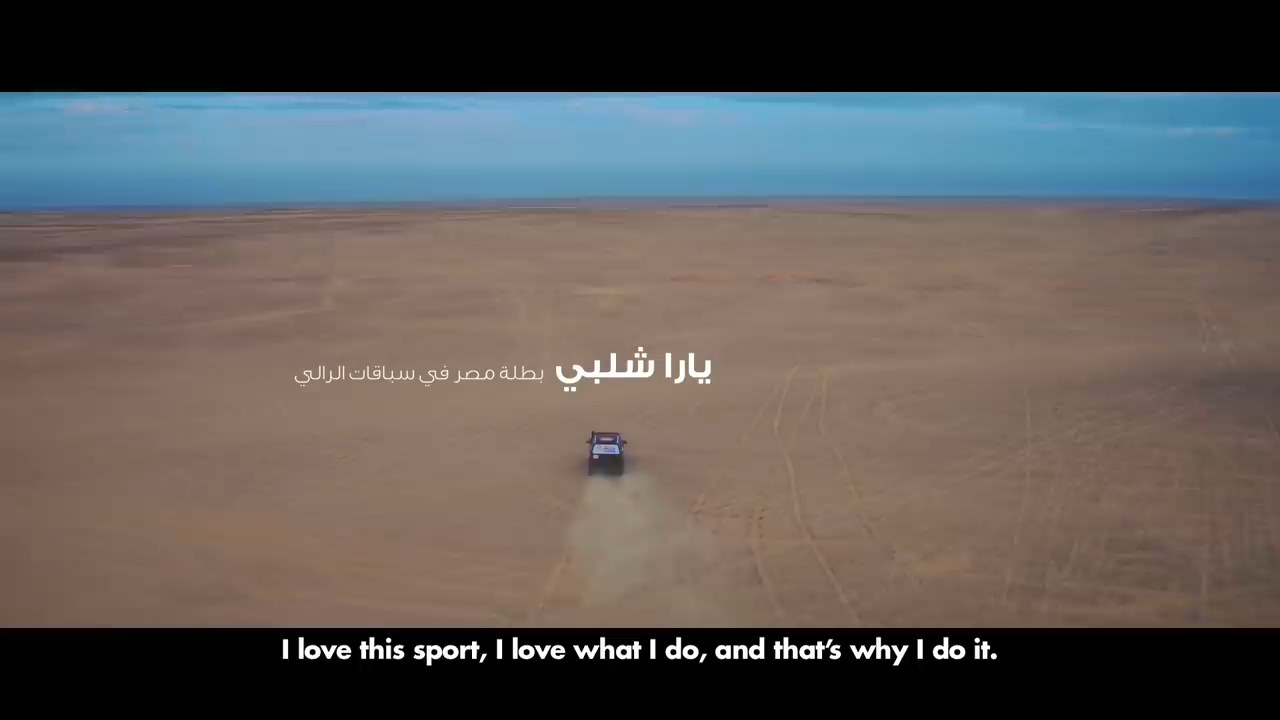 يارا شلبي بطلة مصر في سباقات الرالي
I love this sport, I love what I do, and that's why I do it.